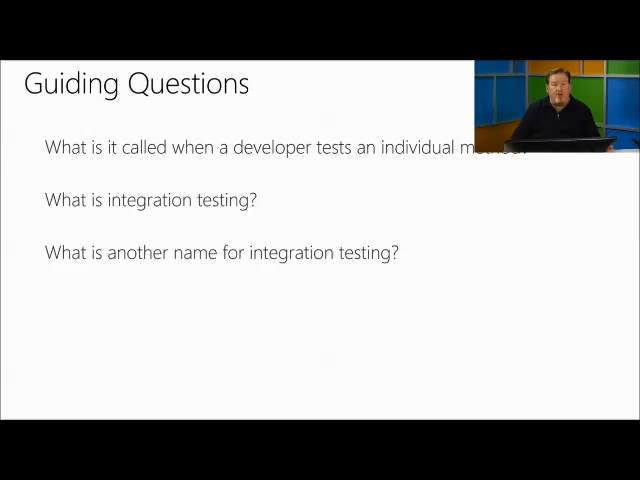 Guiding Questions
What is it called when a developer tests an individual method?
What is integration testing?
What is another name for integration testing?